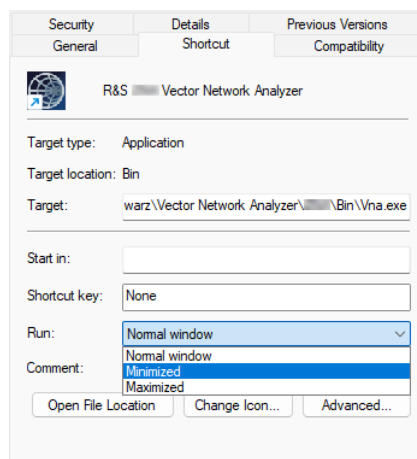 Security Details Previous Versions
General Shortcut Compatibility
R&S Vector Network Analyzer
Target type: Application
Target location: Bin
Target: warz\Vector Network Analyzer\ \Bin\Vna.exe
Start in:
Shortcut key: None
Run: Normal window
Normal window
Minimized
Comment:
Maximized
Open File Location Change Icon... Advanced...